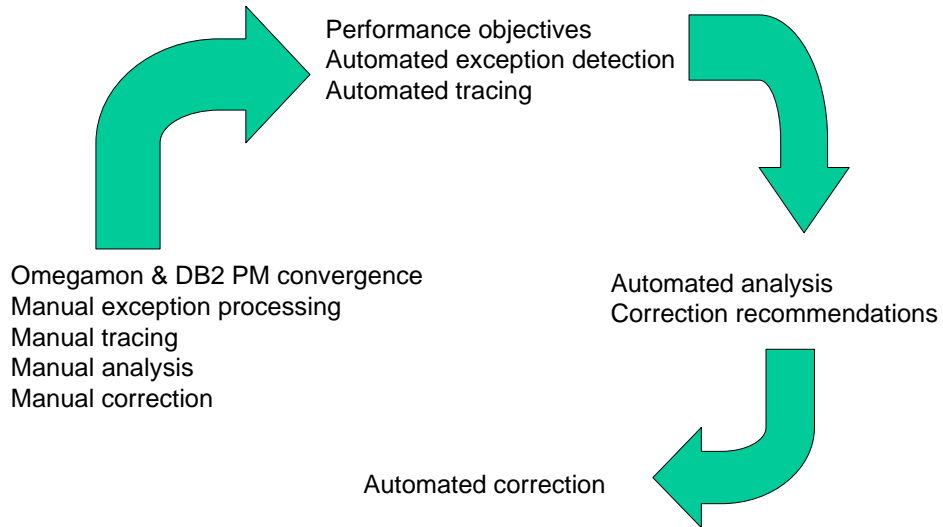 Performance objectives
Automated exception detection
Automated tracing
Omegamon & DB2 PM convergence
Manual exception processing
Manual tracing
Manual analysis
Manual correction
Automated analysis
Correction recommendations
Automated correction